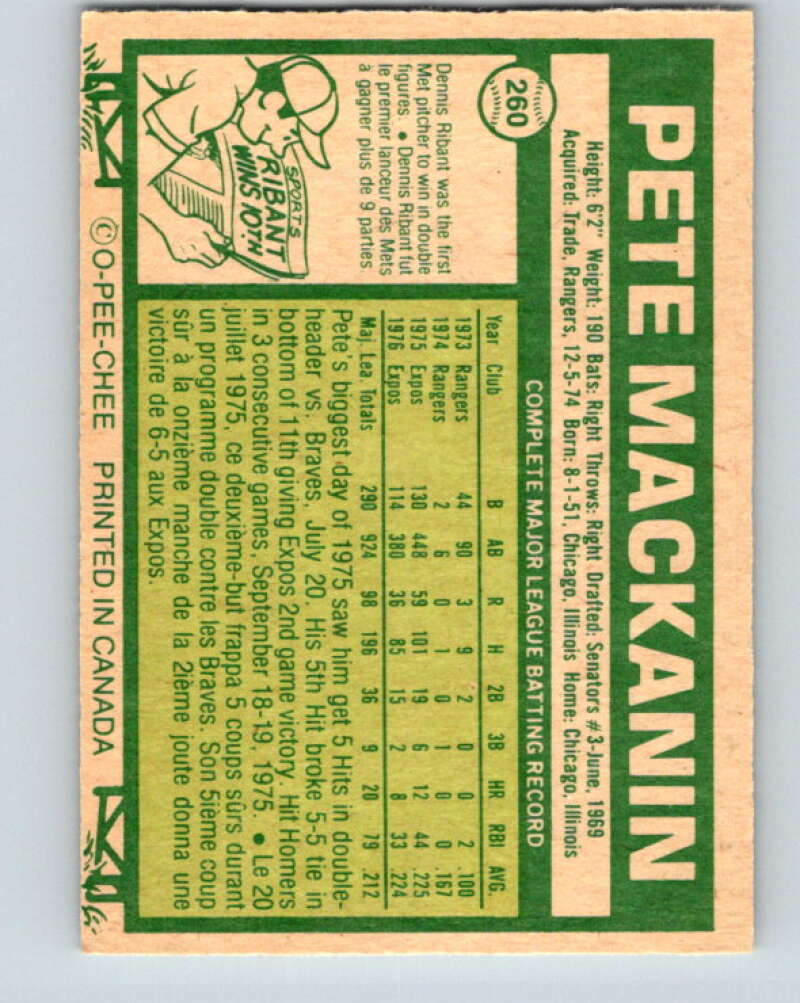 PETE MACKANIN
Height: 6'2" Weight: 190 Bats: Right Throws: Right Drafted: Senators #3-June, 1969
Acquired: Trade, Rangers, 12-5-74 Born: 8-1-51, Chicago, Illinois Home: Chicago, Illinois
260
COMPLETE MAJOR LEAGUE BATTING RECORD
Year Club B AB R H 2B 3B HR RBI AVG.
1973 Rangers 44 90 3 9 2 0 0 2 .100
1974 Rangers 2 6 0 1 0 1 0 0 .167
1975 Expos 130 448 59 101 19 6 12 44 .225
1976 Expos 114 380 36 85 15 2 8 33 .224
Maj. Lea. Totals 290 924 98 196 36 9 20 79 .212
Pete's biggest day of 1975 saw him get 5 Hits in double-
header vs. Braves, July 20. His 5th Hit broke 5-5 tie in
bottom of 11th giving Expos 2nd game victory. Hit Homers
in 3 consecutive games, September 18-19, 1975. • Le 20
juillet 1975, ce deuxième-but frappa 5 coups sûrs durant
un programme double contre les Braves. Son 5ième coup
sûr à la onzième manche de la 2ième joute donna une
victoire de 6-5 aux Expos.
Dennis Ribant was the first
Met pitcher to win in double
figures. • Dennis Ribant fut
le premier lanceur des Mets
à gagner plus de 9 parties.
SPORTS
RIBANT
WINS 10TH
© O-PEE-CHEE PRINTED IN CANADA